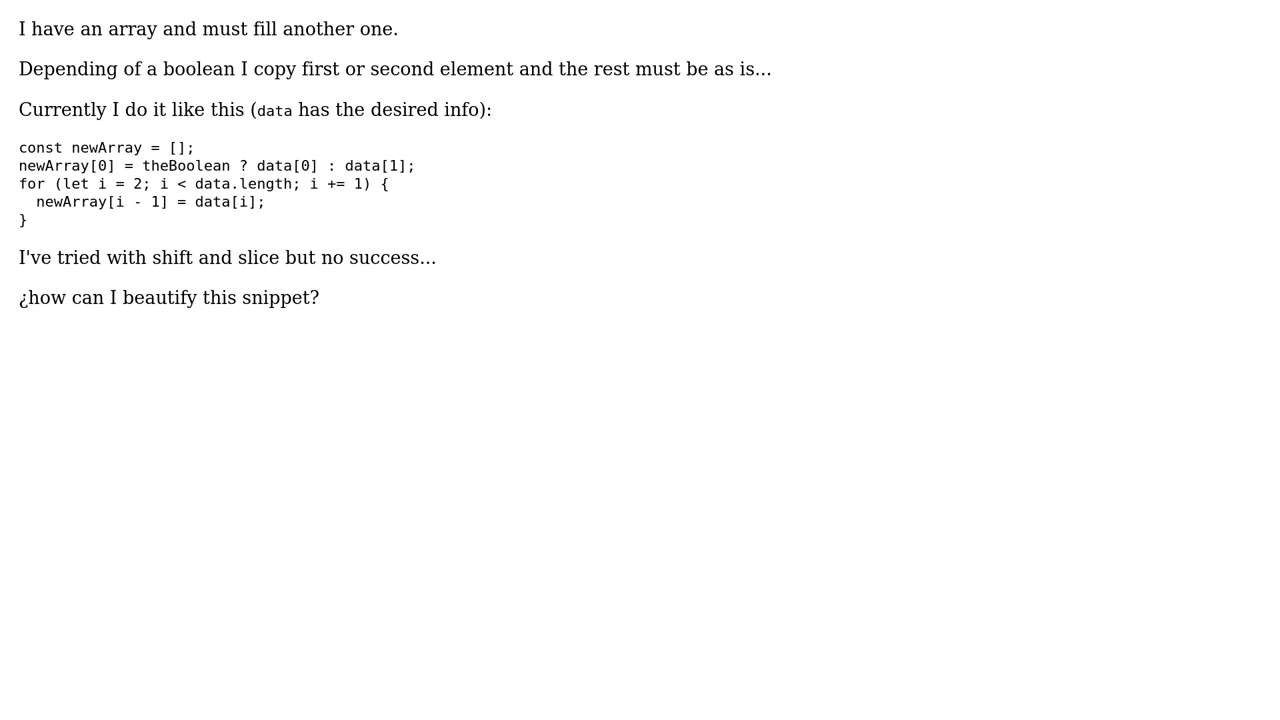 I have an array and must fill another one.
Depending of a boolean I copy first or second element and the rest must be as is...
Currently I do it like this (data has the desired info):
const newArray = [];
newArray[0] = theBoolean ? data[0] : data[1];
for (let i = 2; i < data.length; i += 1) {
  newArray[i - 1] = data[i];
}
I've tried with shift and slice but no success...
¿how can I beautify this snippet?